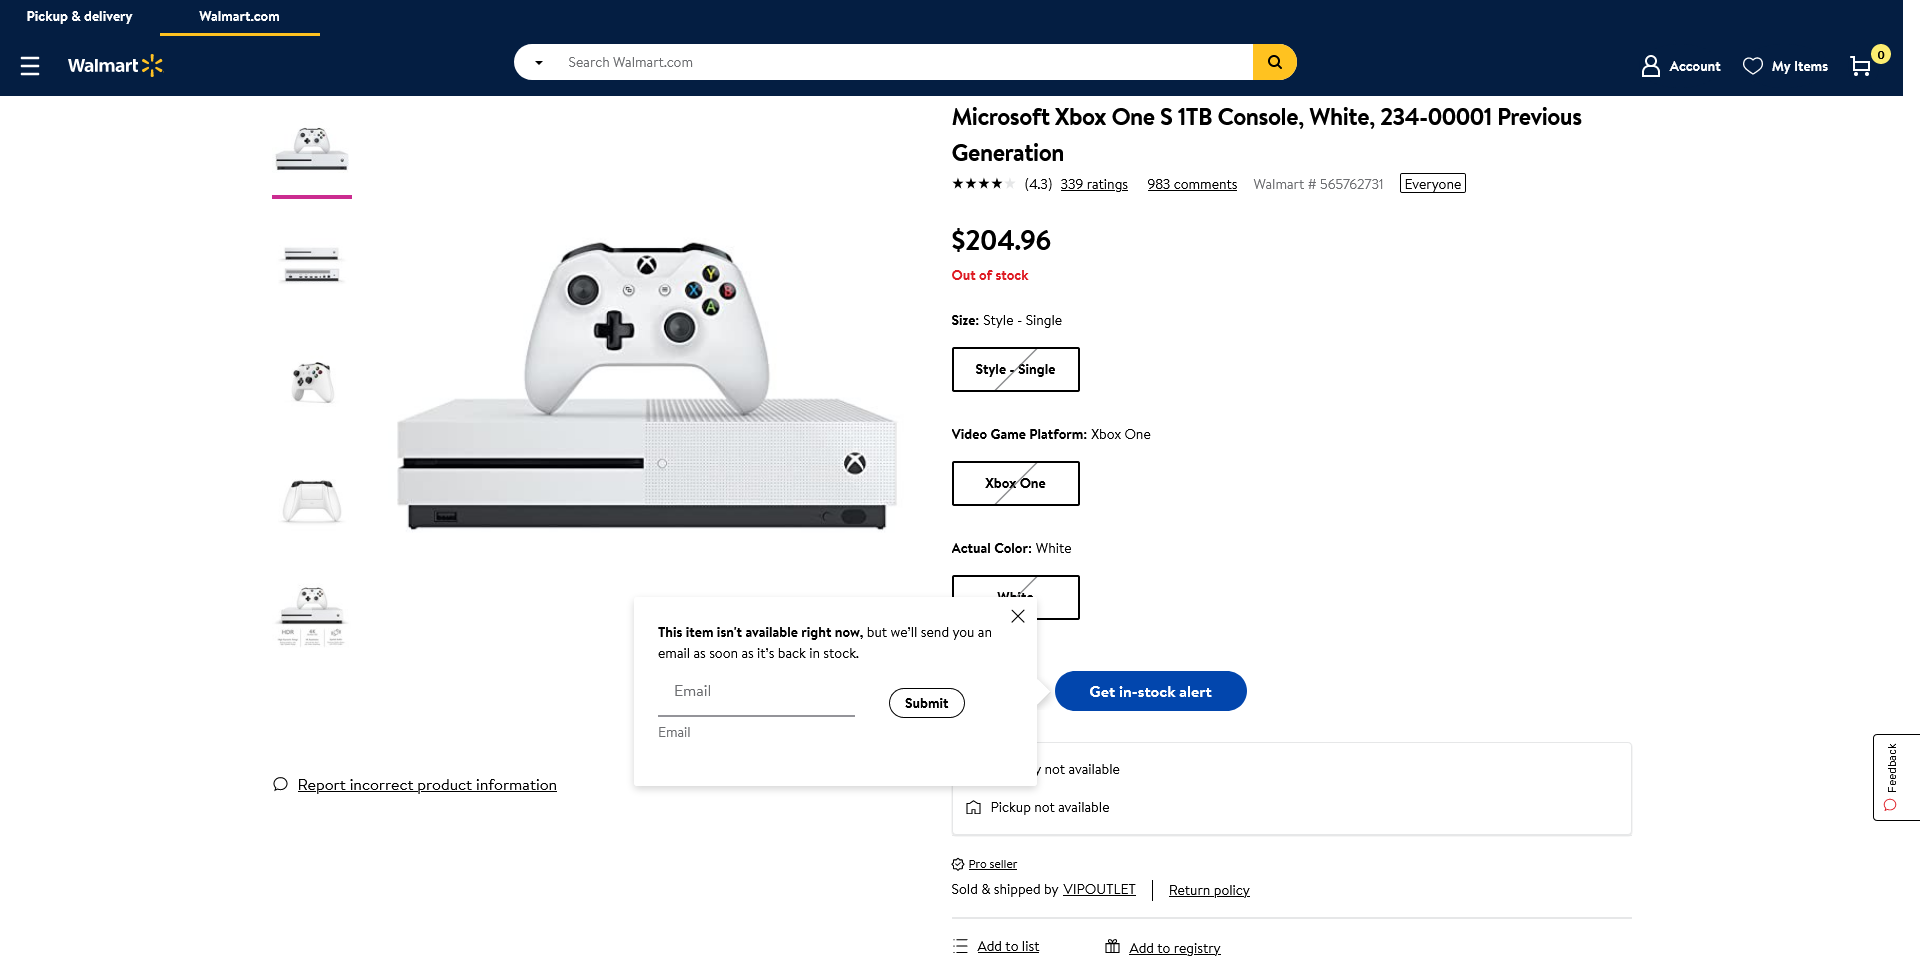 Pickup & delivery
Walmart.com
Walmart
Search Walmart.com
Account
My Items
0
Microsoft Xbox One S 1TB Console, White, 234-00001 Previous
Generation
(4.3)
339 ratings
983 comments
Walmart # 565762731
Everyone
$204.96
Out of stock
Size: Style - Single
Style - Single
Video Game Platform: Xbox One
Xbox One
Actual Color: White
White
This item isn't available right now, but we'll send you an
email as soon as it's back in stock.
Email
Submit
Email
Get in-stock alert
not available
Pickup not available
Report incorrect product information
Feedback
Pro seller
Sold & shipped by VIPOUTLET
Return policy
Add to list
Add to registry
Y
X
B
A
HDR
4K